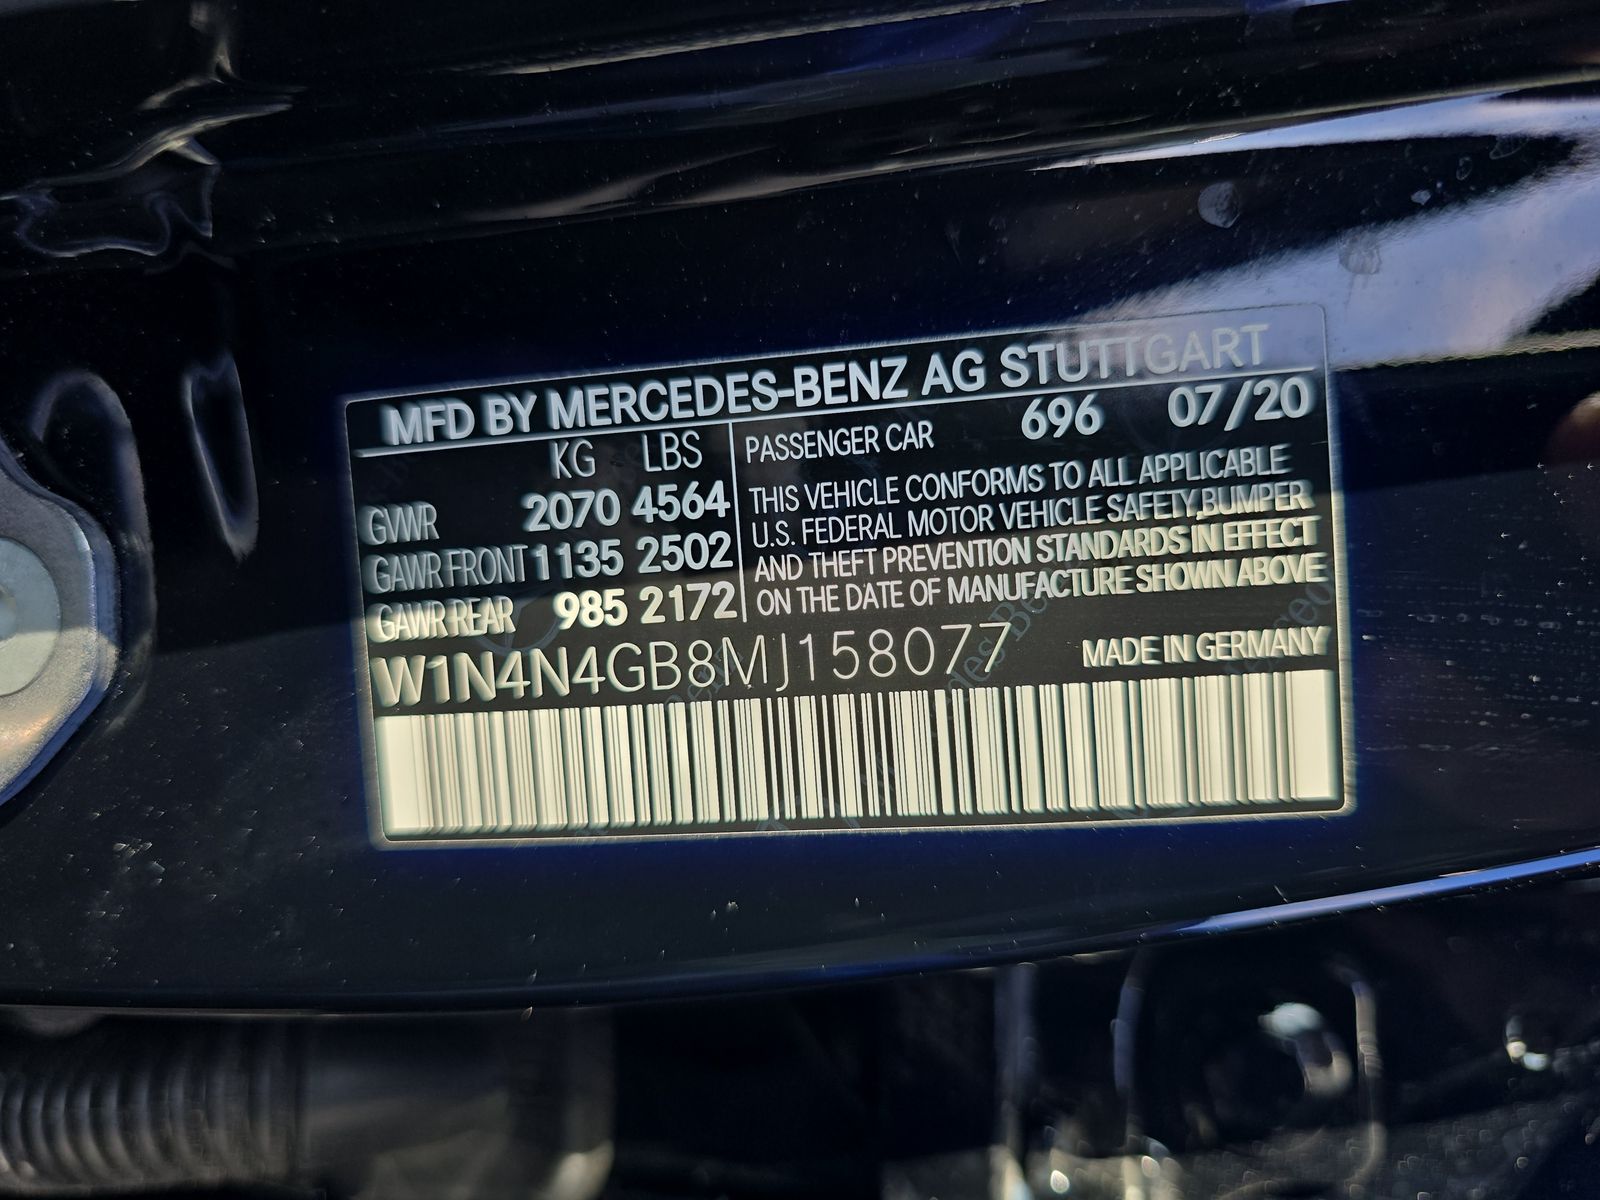 MFD BY MERCEDES-BENZ AG STUTTGART
KG LBS
GVWR 2070 4564
GAWR FRONT 1135 2502
GAWR REAR 985 2172
PASSENGER CAR 696 07/20
THIS VEHICLE CONFORMS TO ALL APPLICABLE
U.S. FEDERAL MOTOR VEHICLE SAFETY,BUMPER
AND THEFT PREVENTION STANDARDS IN EFFECT
ON THE DATE OF MANUFACTURE SHOWN ABOVE
W1N4N4GB8MJ158077
MADE IN GERMANY